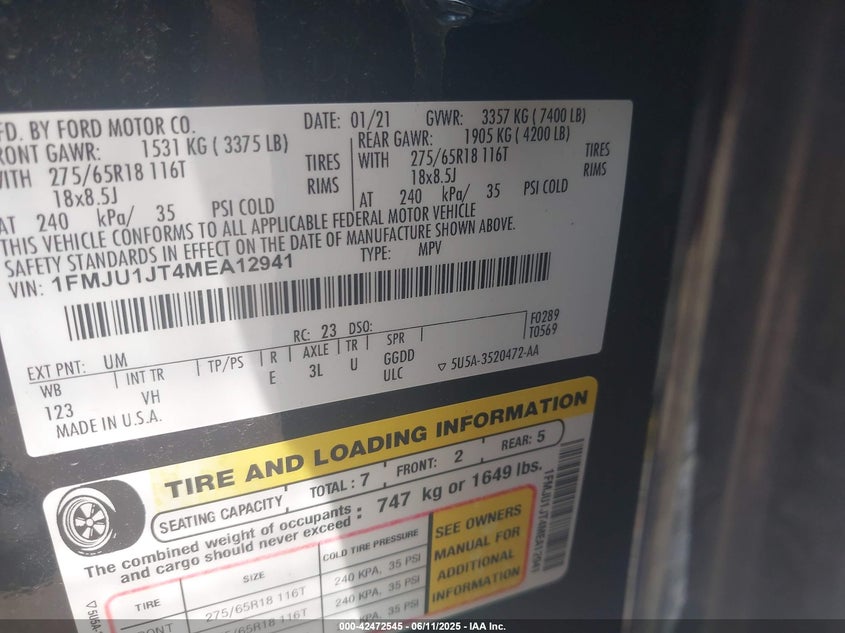 FD. BY FORD MOTOR CO. DATE: 01/21 GVWR: 3357 KG ( 7400 LB)
RONT GAWR: 1531 KG ( 3375 LB) REAR GAWR: 1905 KG ( 4200 LB)
WITH 275/65R18 116T TIRES WITH 275/65R18 116T TIRES
18x8.5J RIMS 18x8.5J RIMS
AT 240 kPa/ 35 PSI COLD AT 240 kPa/ 35 PSI COLD
THIS VEHICLE CONFORMS TO ALL APPLICABLE FEDERAL MOTOR VEHICLE
SAFETY STANDARDS IN EFFECT ON THE DATE OF MANUFACTURE SHOWN ABOVE.
VIN: 1FMJU1JT4MEA12941 TYPE: MPV
F0289
T0569
EXT PNT: UM RC: 23 DSO:
WB INT TR TP/PS R AXLE TR SPR
123 VH E 3L U GGDD
ULC
5U5A-3520472-AA
MADE IN U.S.A.
TIRE AND LOADING INFORMATION
SEATING CAPACITY TOTAL: 7 FRONT: 2 REAR: 5
The combined weight of occupants
and cargo should never exceed : 747 kg or 1649 lbs.
TIRE SIZE COLD TIRE PRESSURE
275/65R18 116T 240 KPA, 35 PSI
240 KPA, 35 PSI
SEE OWNERS
MANUAL FOR
ADDITIONAL
INFORMATION
1FMJU1JT4MEA12941
000-42472545 - 06/11/2025 - IAA Inc.